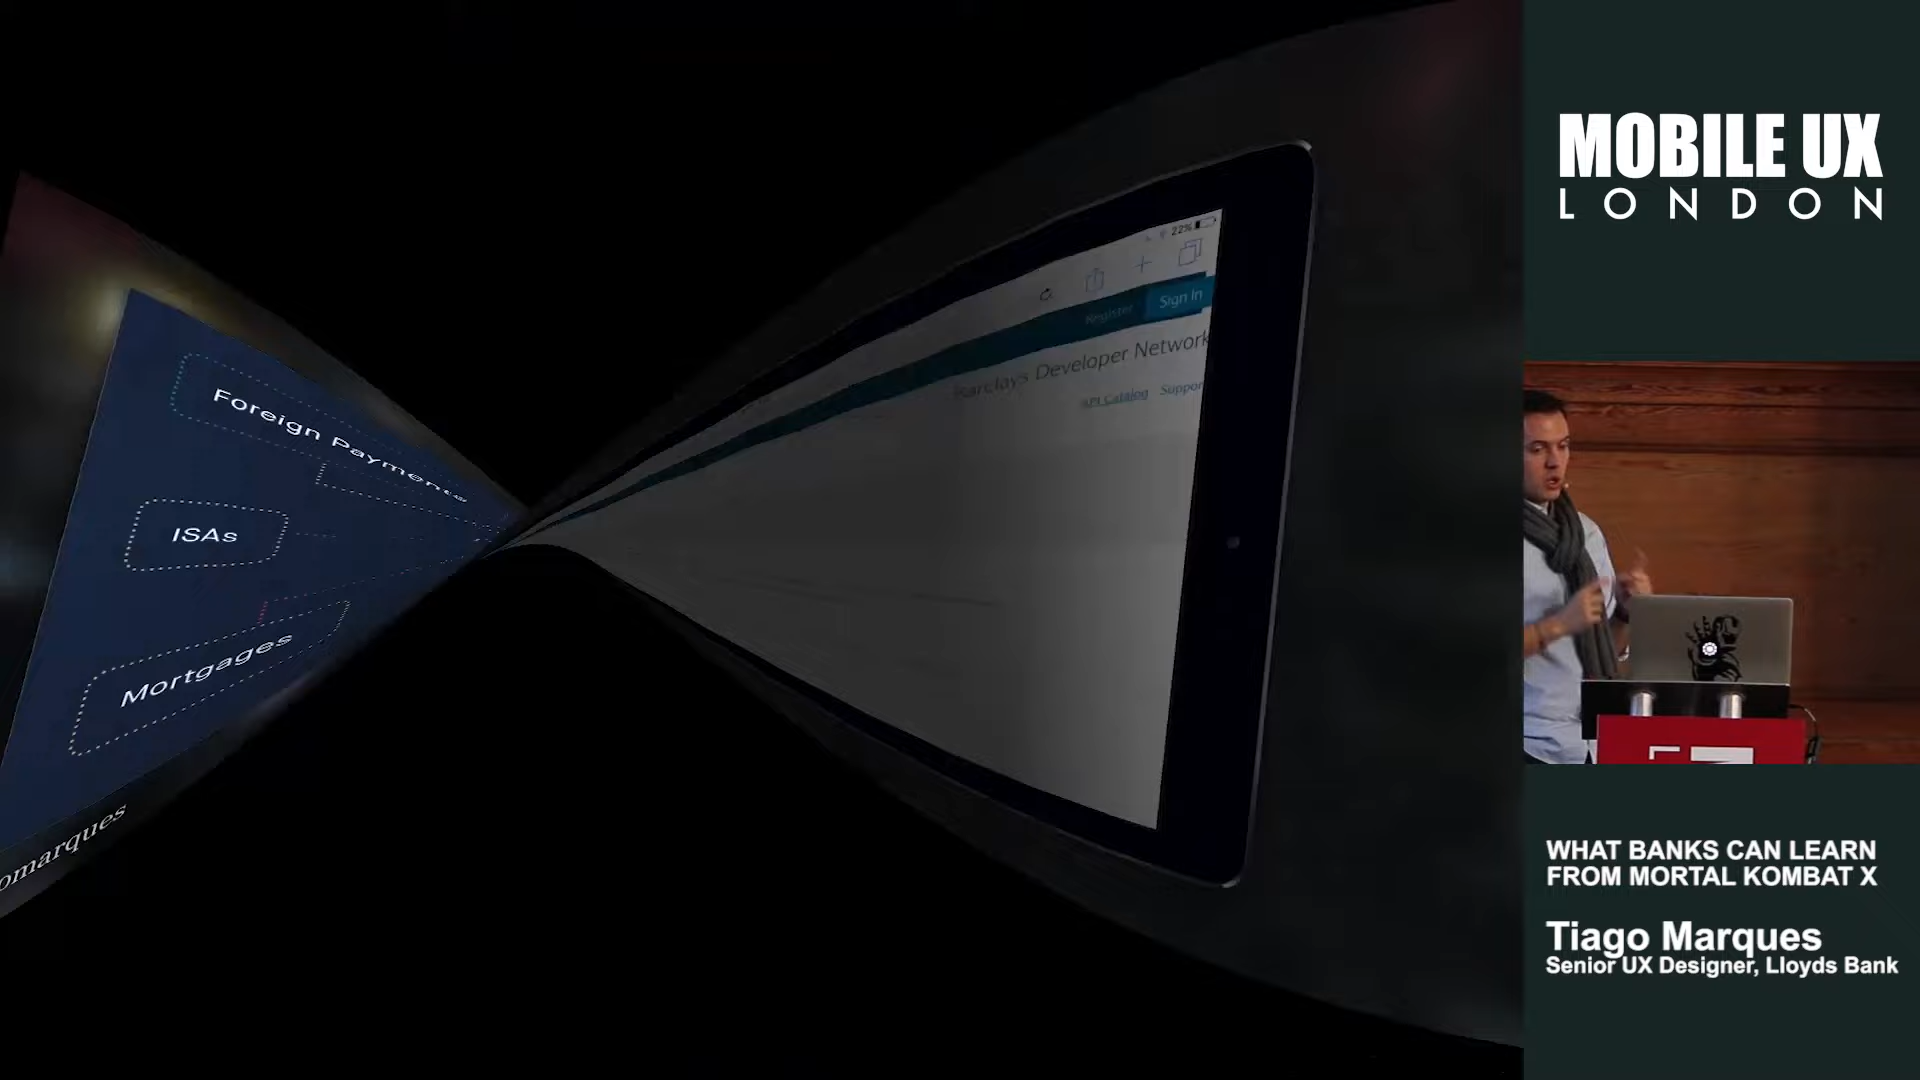 Foreign Payments
ISAs
Mortgages
omarques
22%
Register
Sign In
Barclays Developer Network
API Catalog
Suppor
MOBILE UX
LONDON
WHAT BANKS CAN LEARN
FROM MORTAL KOMBAT X
Tiago Marques
Senior UX Designer, Lloyds Bank